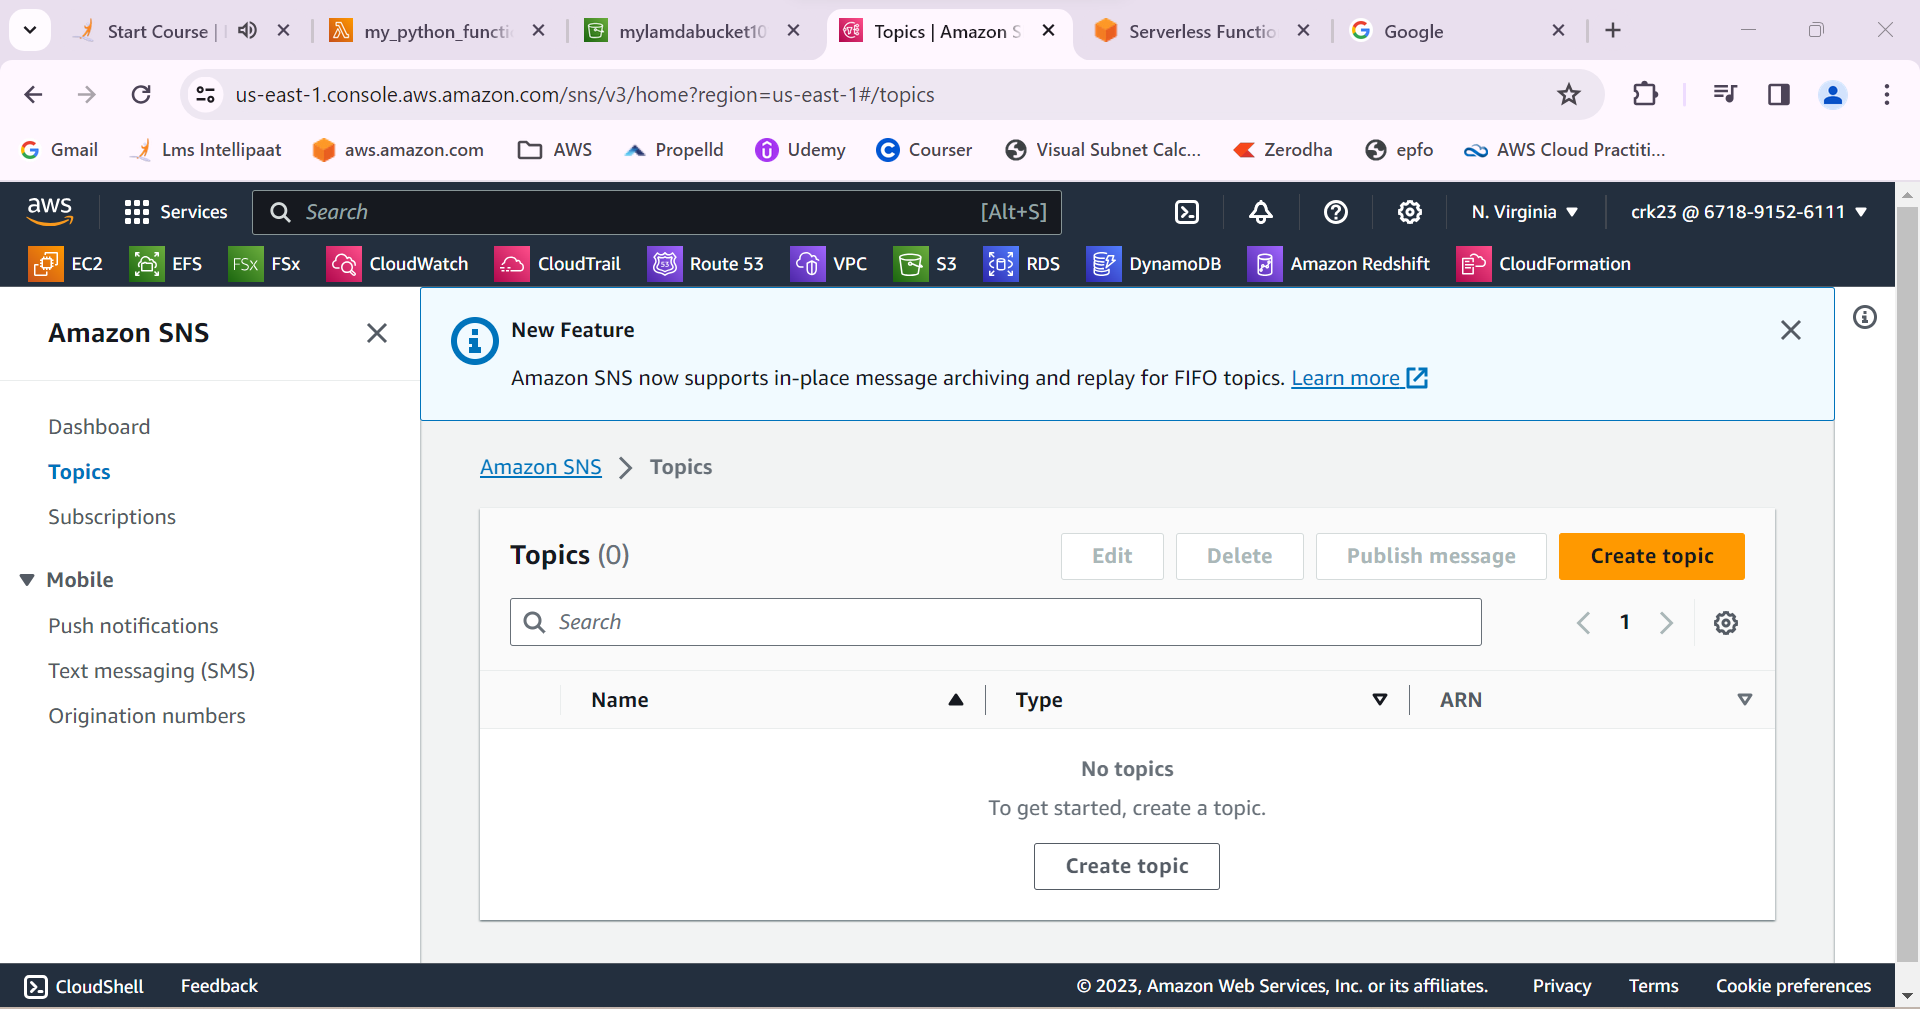 Start Course |
my_python_functi
mylamdabucket10
Topics | Amazon S
Serverless Functio
Google
us-east-1.console.aws.amazon.com/sns/v3/home?region=us-east-1#/topics
Gmail
Lms Intellipaat
aws.amazon.com
AWS
Propelld
Udemy
Courser
Visual Subnet Calc...
Zerodha
epfo
AWS Cloud Practiti...
aws
Services
Search
[Alt+S]
N. Virginia
crk23 @ 6718-9152-6111
EC2
EFS
FSx
FSx
CloudWatch
CloudTrail
53
Route 53
VPC
S3
RDS
DynamoDB
Amazon Redshift
CloudFormation
Amazon SNS
Dashboard
Topics
Subscriptions
Mobile
Push notifications
Text messaging (SMS)
Origination numbers
New Feature
Amazon SNS now supports in-place message archiving and replay for FIFO topics. Learn more
Amazon SNS
Topics
Topics (0)
Edit
Delete
Publish message
Create topic
Search
1
Name
Type
ARN
No topics
To get started, create a topic.
Create topic
CloudShell
Feedback
© 2023, Amazon Web Services, Inc. or its affiliates.
Privacy
Terms
Cookie preferences